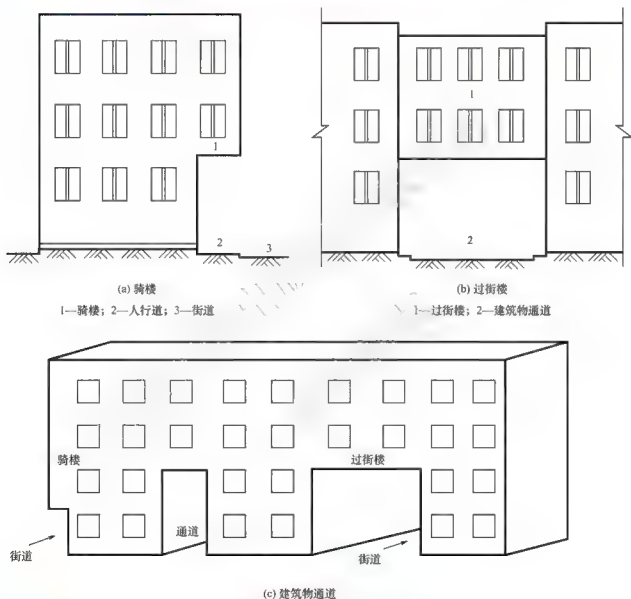 1
1
2
3
2
(a) 骑楼
(b) 过街楼
1—骑楼；2—人行道；3—街道
1—过街楼；2—建筑物通道
骑楼
过街楼
通道
街道
街道
(c) 建筑物通道